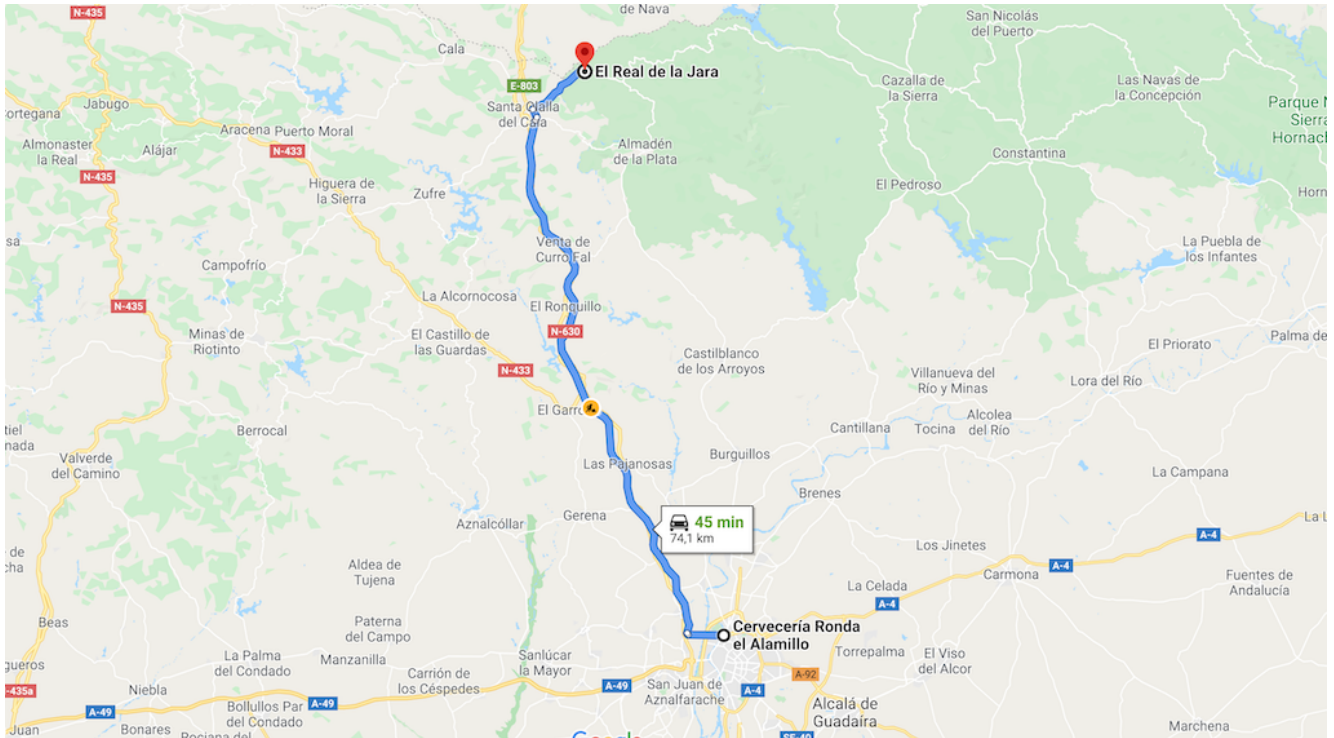 N-435
de Nava
San Nicolás
del Puerto
Cala
El Real de la Jara
E-803
Cazalla de
la Sierra
Las Navas de
la Concepción
Jabugo
Cortegana
Santa Olalla
del Cala
Parque N
Sierra
Hornach
Aracena
Puerto Moral
Almonaster
la Real
Alájar
N-433
Almadén
de la Plata
Constantina
N-435
Higuera de
la Sierra
Zufre
El Pedroso
Horn
sa
Venta de
Curro Fal
La Puebla de
los Infantes
Campofrío
La Alcornocosa
N-435
El Ronquillo
Minas de
Riotinto
El Castillo de
las Guardas
N-630
Palma de
El Priorato
Castilblanco
de los Arroyos
N-433
Villanueva del
Río y Minas
Lora del Río
El Garro
Berrocal
Cantillana
Tocina
Alcolea
del Río
tiel
nada
Valverde
del Camino
Las Pajanosas
Burguillos
La Campana
Brenes
Aznalcóllar
Gerena
45 min
74,1 km
La L
A-4
Los Jinetes
de
cha
Aldea de
Tujena
A-4
Carmona
Fuentes de
Andalucía
La Celada
A-4
Beas
Paterna
del Campo
Cervecería Ronda
el Alamillo
Torrepalma
La Palma
del Condado
Manzanilla
Sanlúcar
la Mayor
El Viso
del Alcor
gueros
Carrión de
los Céspedes
A-92
-435a
Niebla
A-49
San Juan de
Aznalfarache
A-4
A-49
A-49
Bollullos Par
del Condado
Alcalá de
Guadaíra
Juan
Bonares
Rociana del
Google
SE-40
Marchena